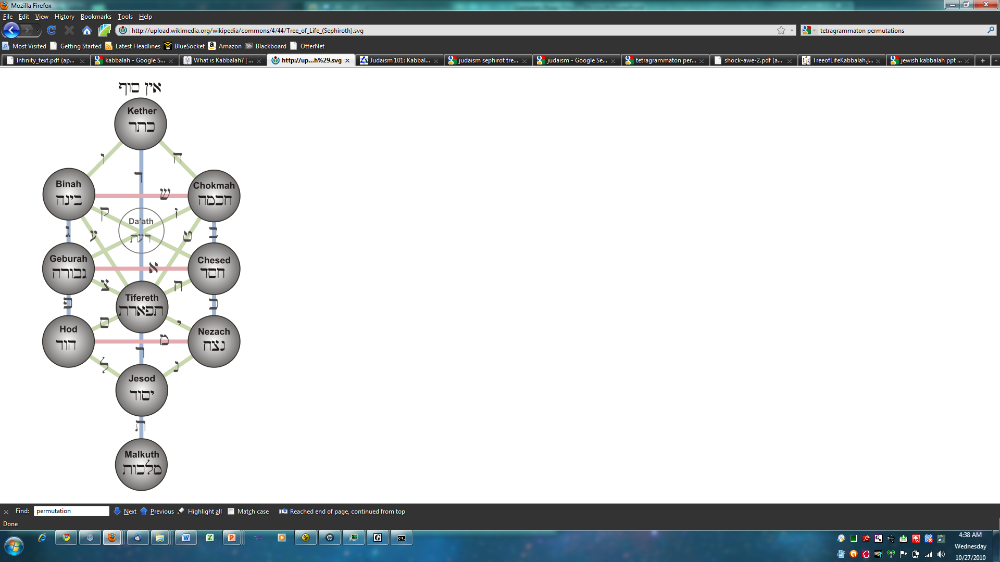 Mozilla Firefox
File Edit View History Bookmarks Tools Help
http://upload.wikimedia.org/wikipedia/commons/4/44/Tree_of_Life_(Sephiroth).svg
tetragrammaton permutations
Most Visited Getting Started Latest Headlines BlueSocket Amazon Blackboard OtterNet
Infinity_text.pdf (ap... kabbalah - Google S... What is Kabbalah? | ... http://up...h%29.svg Judaism 101: Kabbal... judaism sephirot tre... judaism - Google Se... tetragrammaton per... shock-awe-2.pdf (a... TreeofLifeKabbalah.j... jewish kabbalah ppt ...
אין סוף
Kether
כתר
ו ה
ד
Binah Chokmah
בינה חכמה
ש
ק ז
Da'ath
דעת
ג ע ט ב
Geburah Chesed
גבורה חסד
א
צ ח
Tifereth
תפארת
פ כ
ס י
Hod Nezach
הוד נצח
מ
ר
ל נ
Jesod
יסוד
ת
Malkuth
מלכות
Find: permutation Next Previous Highlight all Match case Reached end of page, continued from top
Done
4:38 AM
Wednesday
10/27/2010